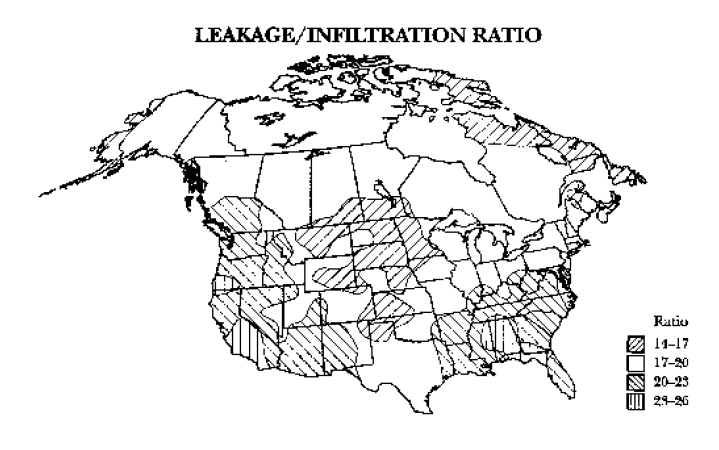 LEAKAGE/INFILTRATION RATIO
Ratio
14–17
17–20
20–23
23–26